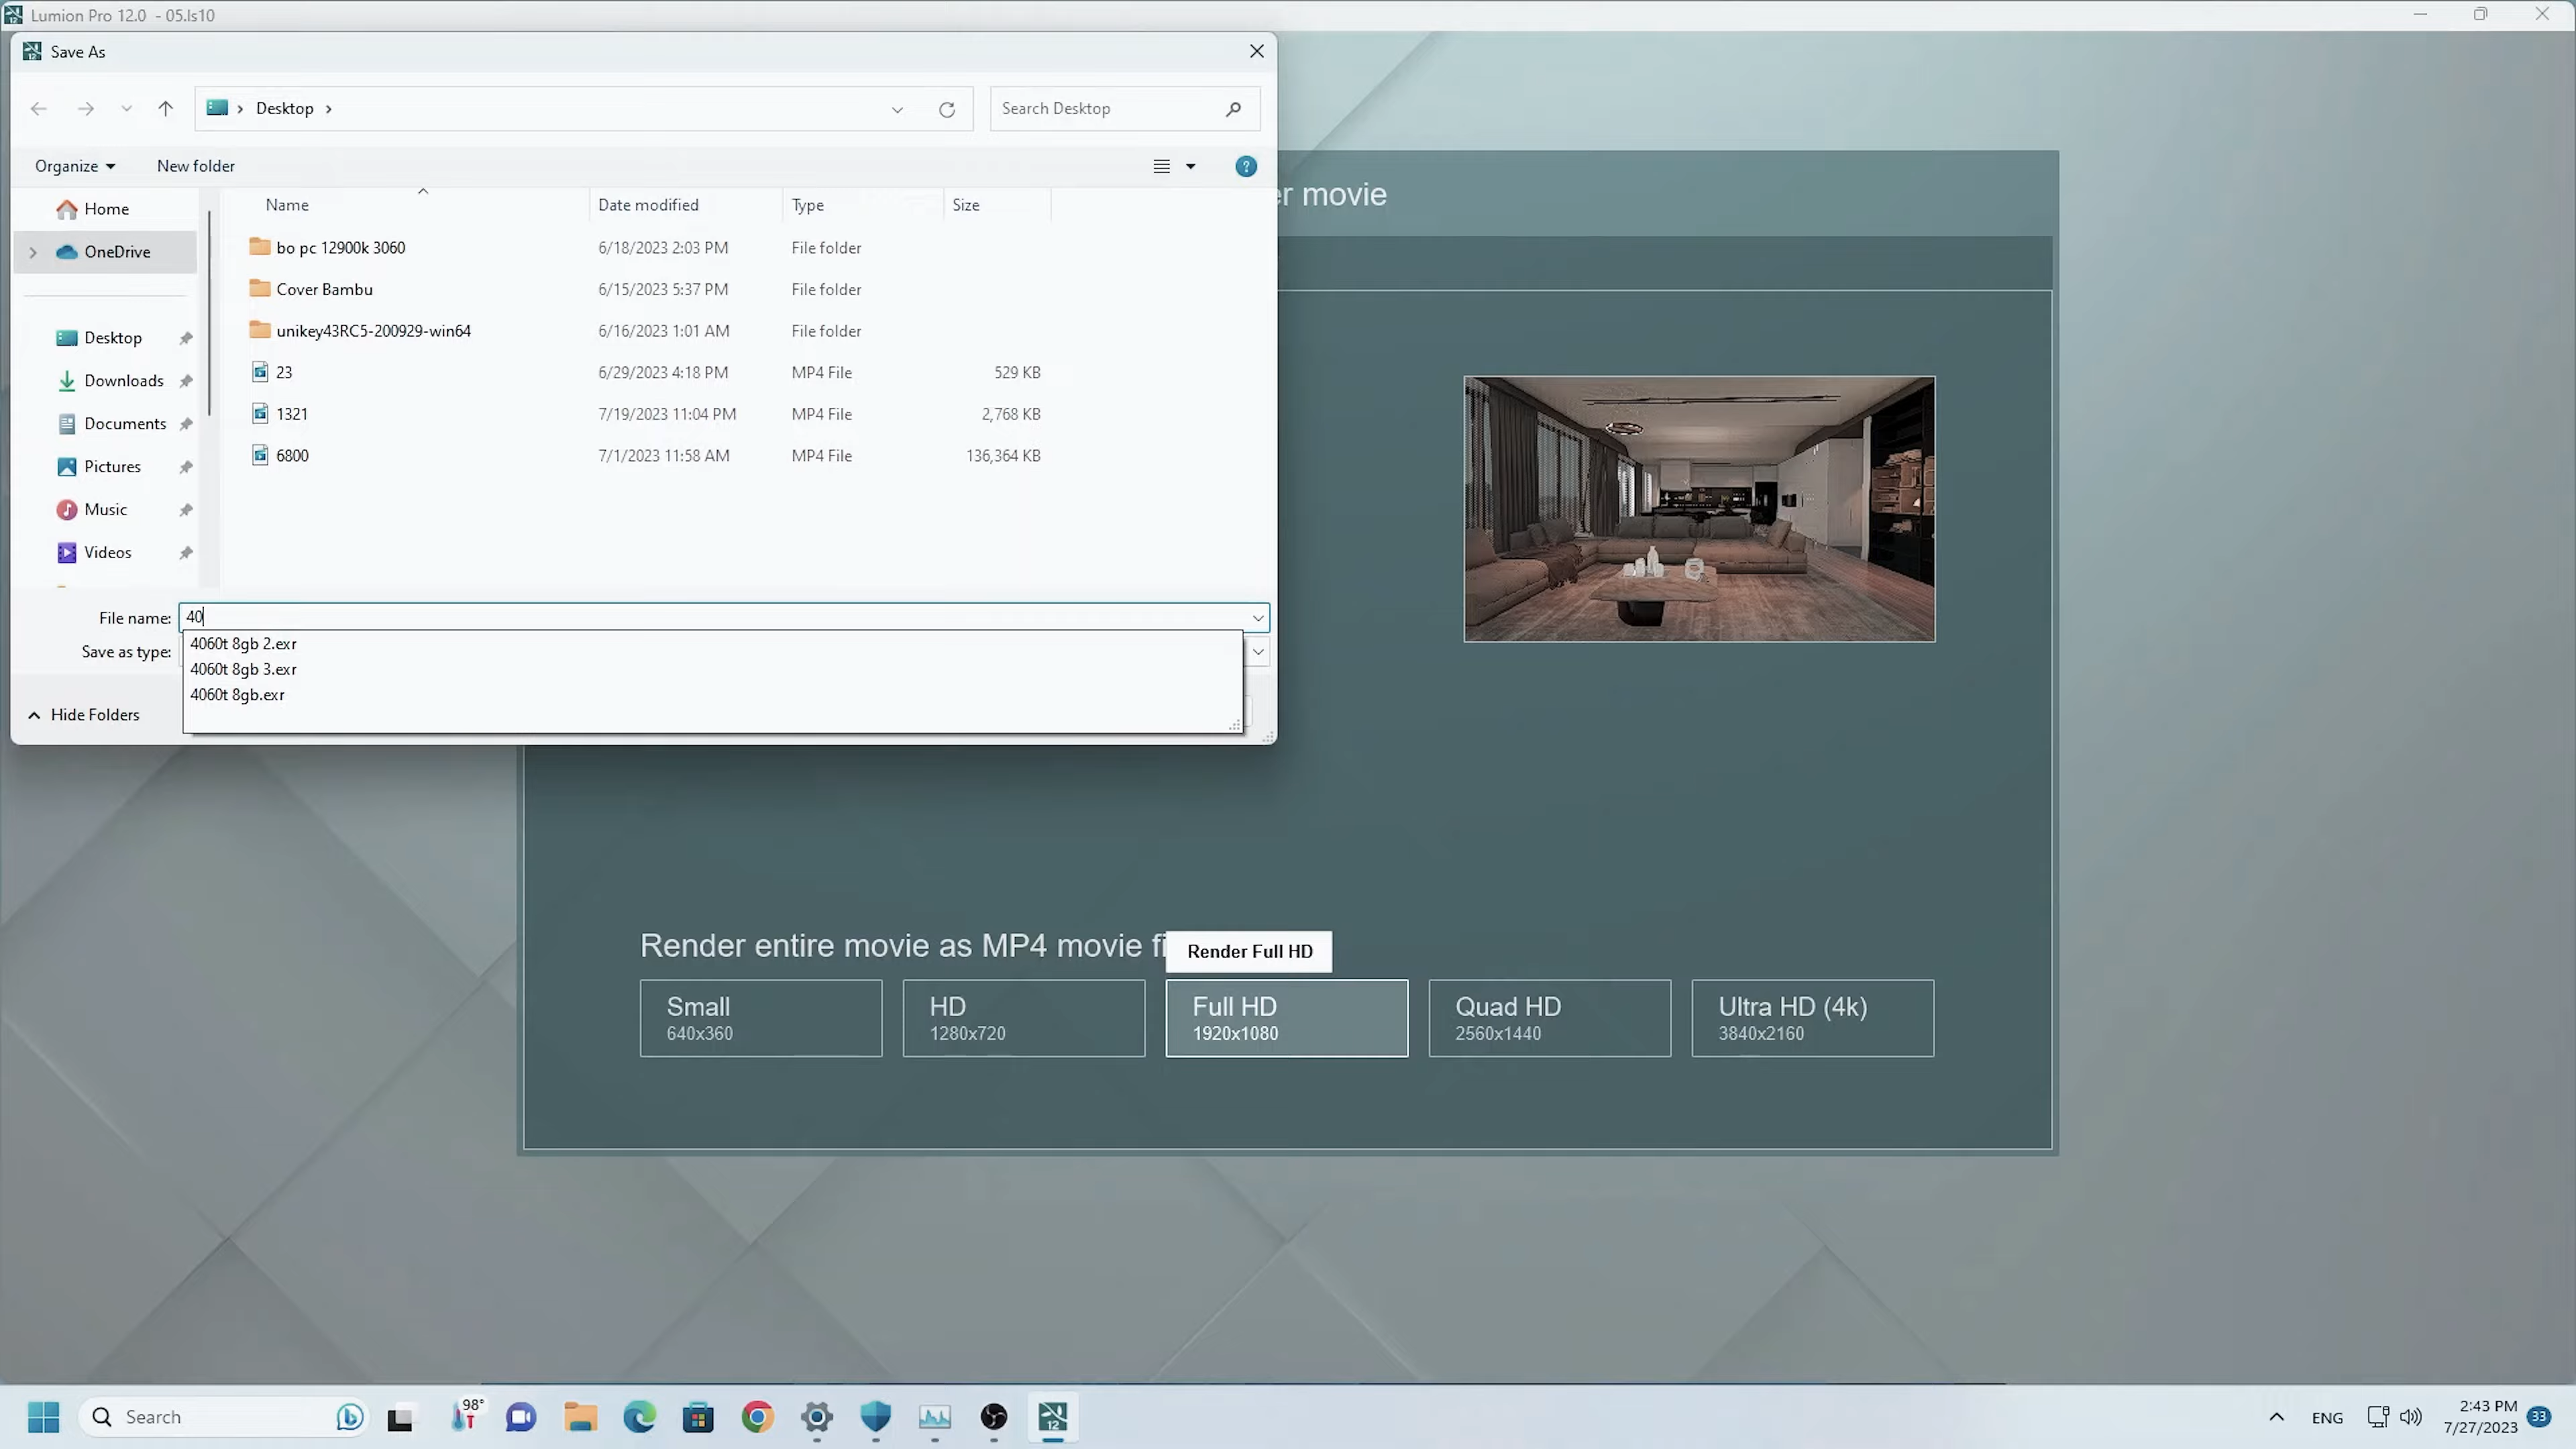 Lumion Pro 12.0 - 05.ls10
Save As
Desktop
Search Desktop
Organize
New folder
Home
OneDrive
Desktop
Downloads
Documents
Pictures
Music
Videos
Name
Date modified
Type
Size
bo pc 12900k 3060 6/18/2023 2:03 PM File folder
Cover Bambu 6/15/2023 5:37 PM File folder
unikey43RC5-200929-win64 6/16/2023 1:01 AM File folder
23 6/29/2023 4:18 PM MP4 File 529 KB
1321 7/19/2023 11:04 PM MP4 File 2,768 KB
6800 7/1/2023 11:58 AM MP4 File 136,364 KB
File name: 40
Save as type:
4060t 8gb 2.exr
4060t 8gb 3.exr
4060t 8gb.exr
Hide Folders
er movie
Render entire movie as MP4 movie fi
Render Full HD
Small
640x360
HD
1280x720
Full HD
1920x1080
Quad HD
2560x1440
Ultra HD (4k)
3840x2160
Search
98°
12
ENG
2:43 PM
7/27/2023
33